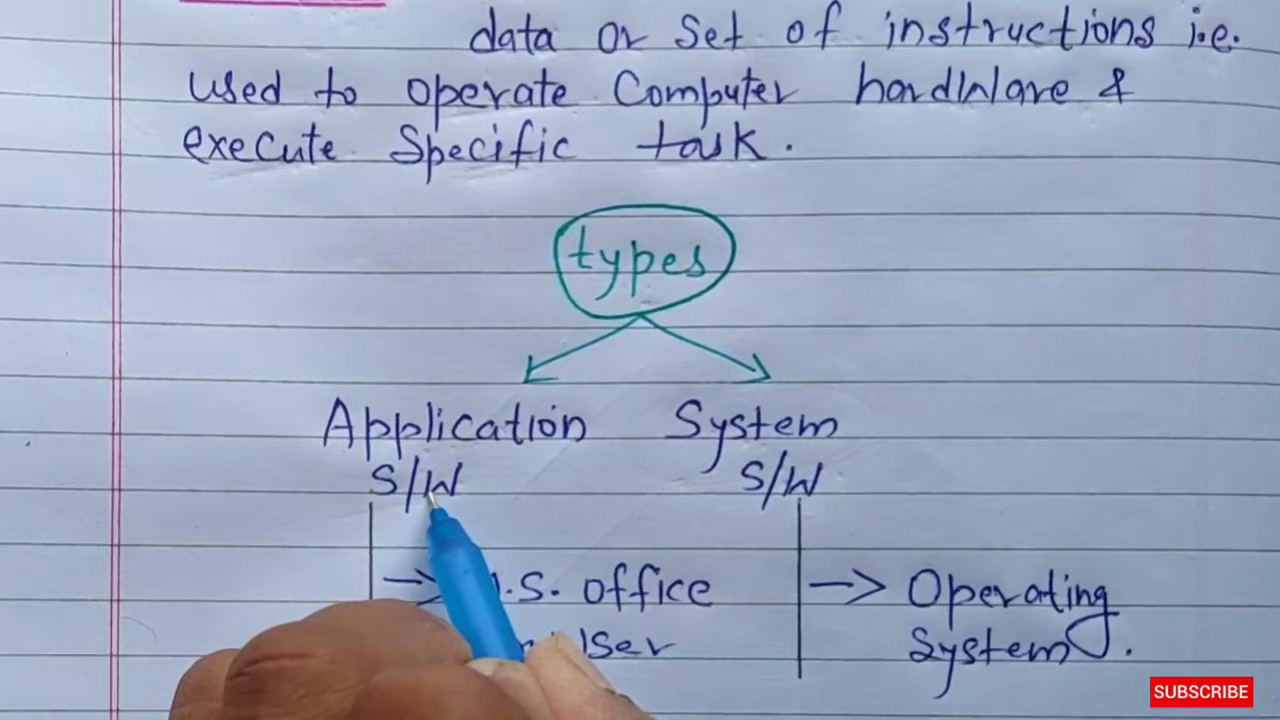 data or set of instructions i.e.
used to operate computer hardware &
execute specific task.
types
Application System
S/W S/W
→ .S. office → Operating
User System.
SUBSCRIBE